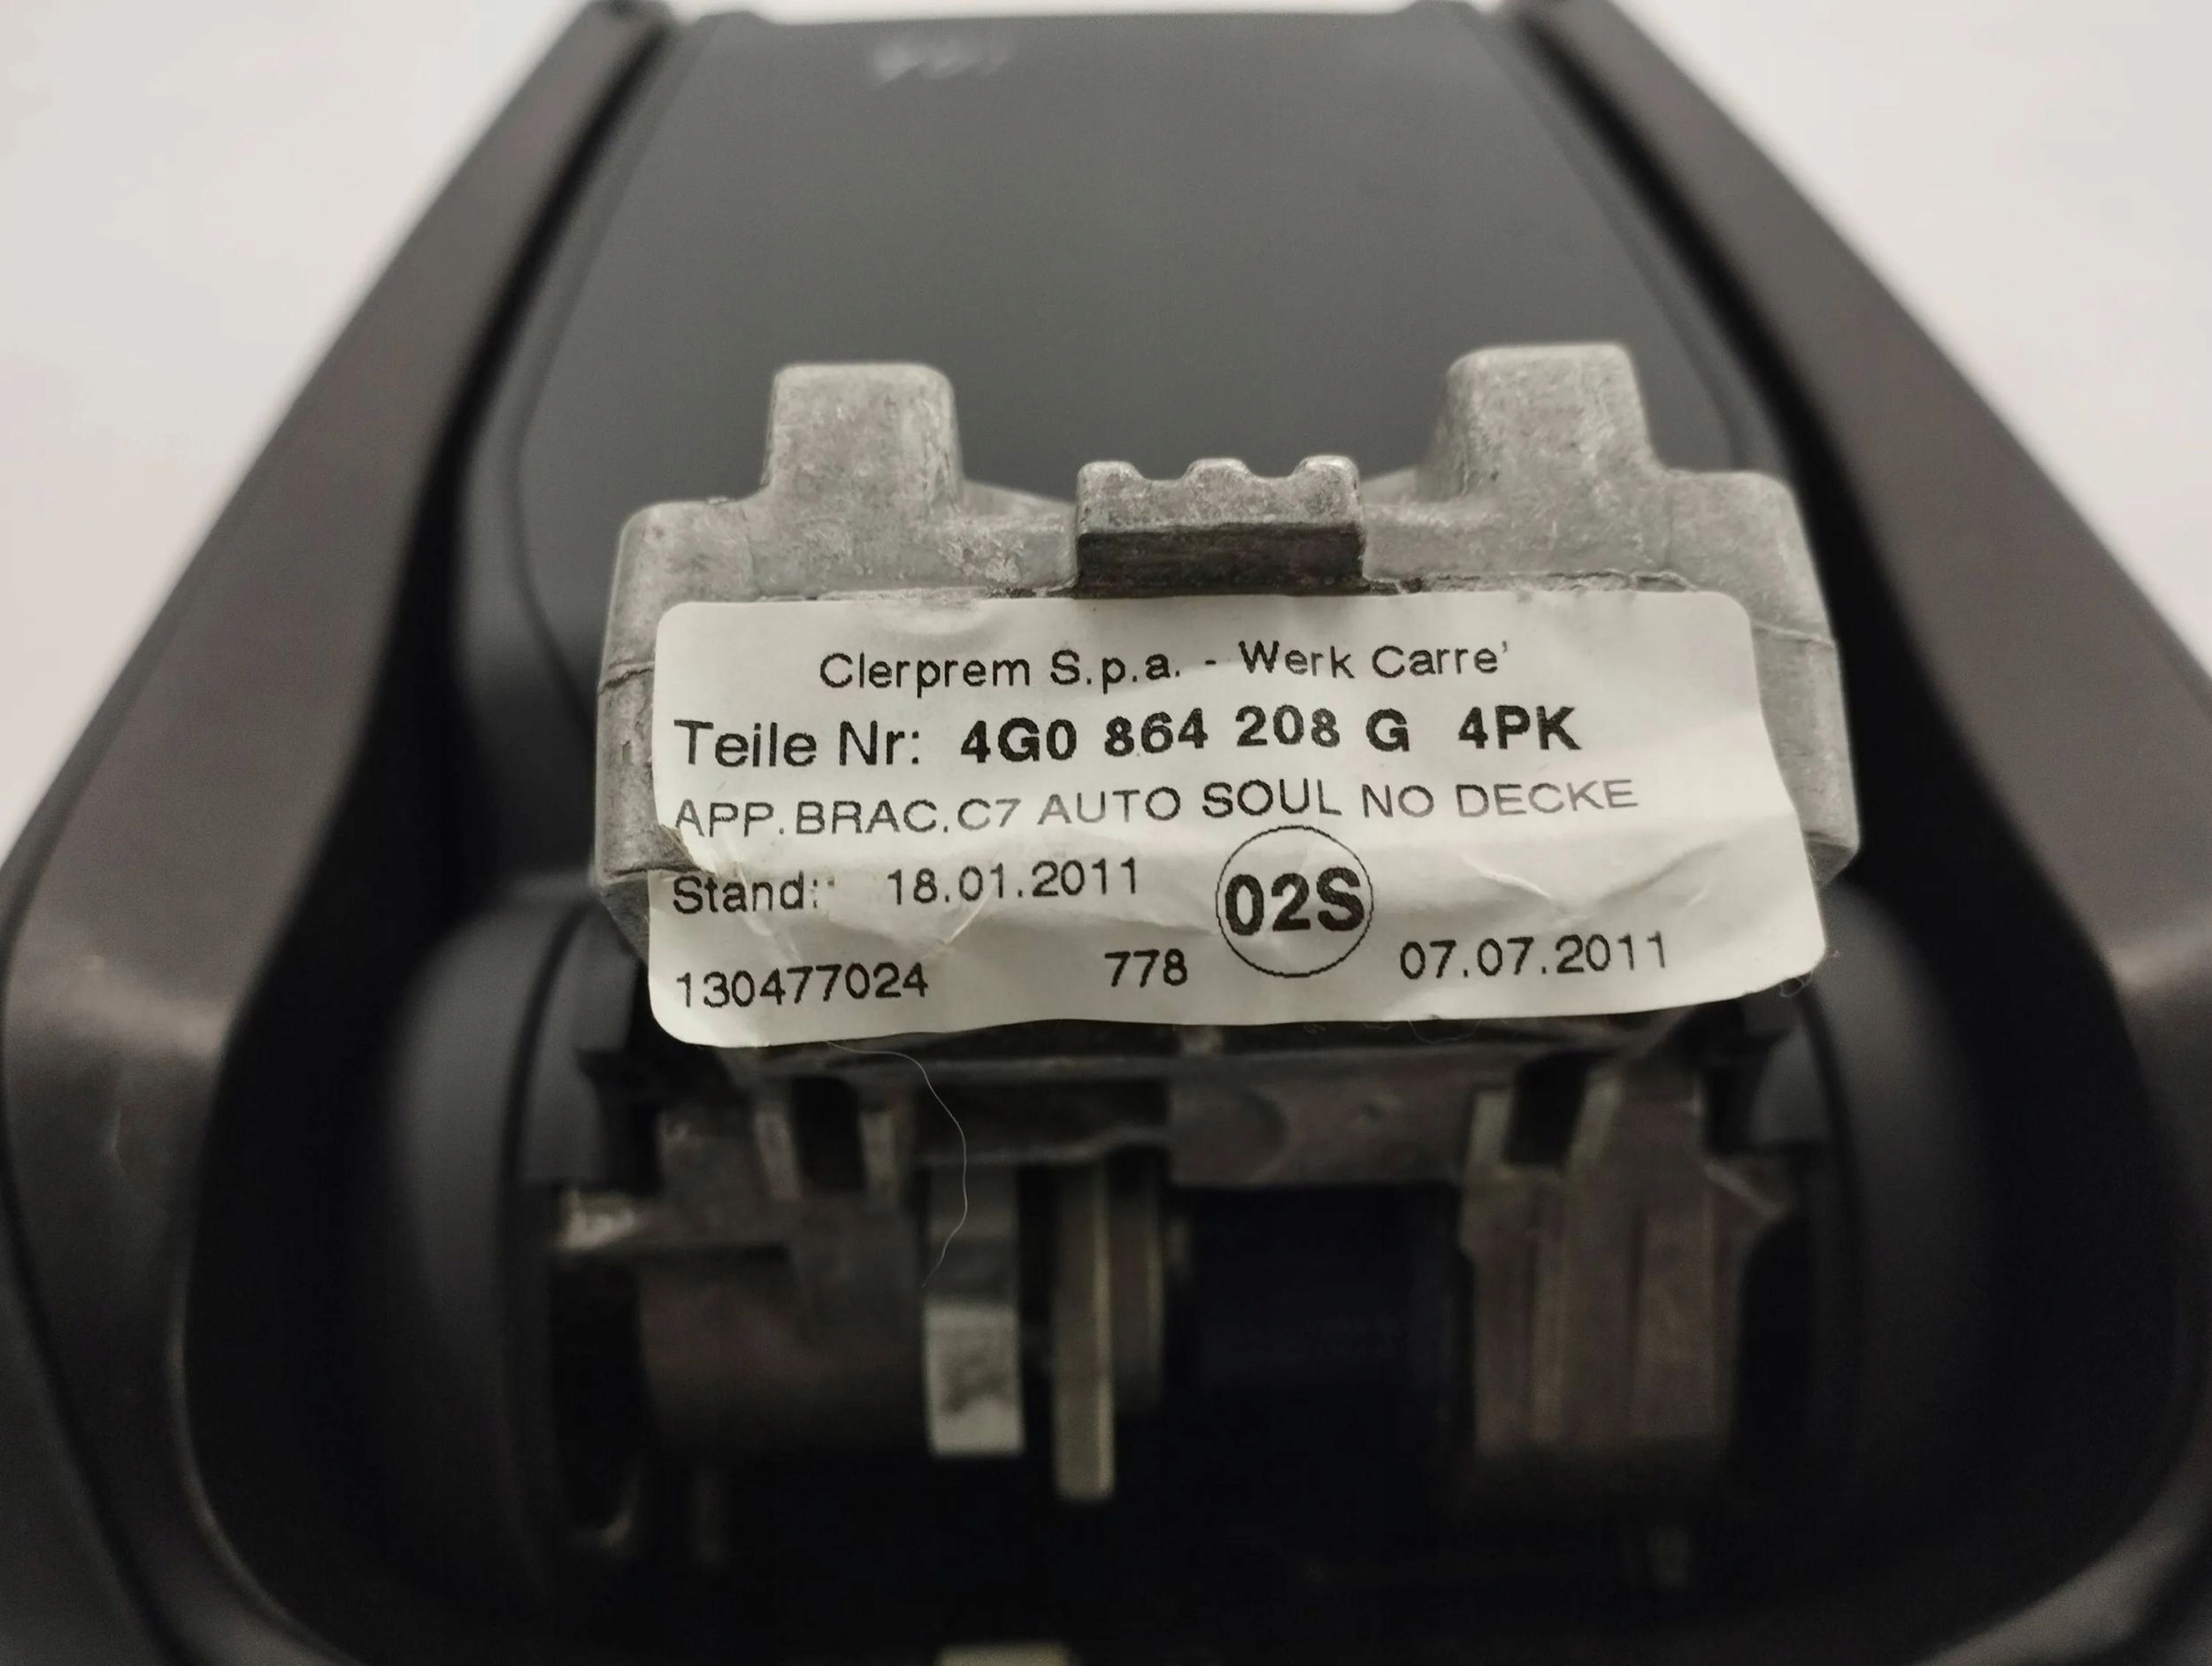 Clerprem S.p.a. - Werk Carre'
Teile Nr: 4G0 864 208 G 4PK
APP.BRAC.C7 AUTO SOUL NO DECKE
Stand: 18.01.2011
02S
130477024 778 07.07.2011